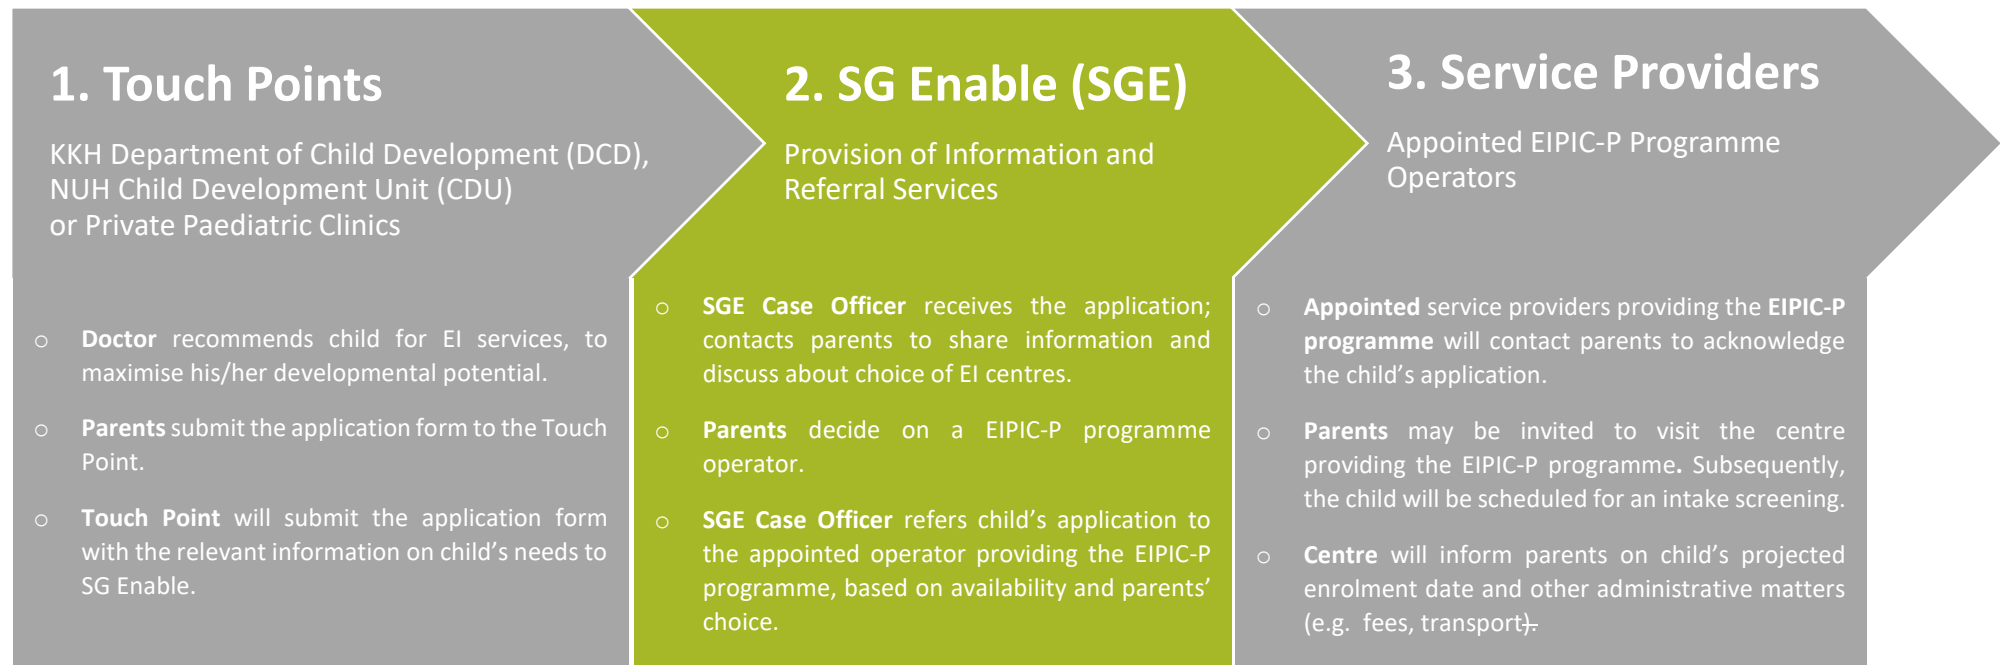 1. Touch Points
KKH Department of Child Development (DCD),
NUH Child Development Unit (CDU)
or Private Paediatric Clinics
o Doctor recommends child for EI services, to
maximise his/her developmental potential.
o Parents submit the application form to the Touch
Point.
o Touch Point will submit the application form
with the relevant information on child's needs to
SG Enable.
2. SG Enable (SGE)
Provision of Information and
Referral Services
o SGE Case Officer receives the application;
contacts parents to share information and
discuss about choice of EI centres.
o Parents decide on a EIPIC-P programme
operator.
o SGE Case Officer refers child's application to
the appointed operator providing the EIPIC-P
programme, based on availability and parents'
choice.
3. Service Providers
Appointed EIPIC-P Programme
Operators
o Appointed service providers providing the EIPIC-P
programme will contact parents to acknowledge
the child's application.
o Parents may be invited to visit the centre
providing the EIPIC-P programme. Subsequently,
the child will be scheduled for an intake screening.
o Centre will inform parents on child's projected
enrolment date and other administrative matters
(e.g. fees, transport).